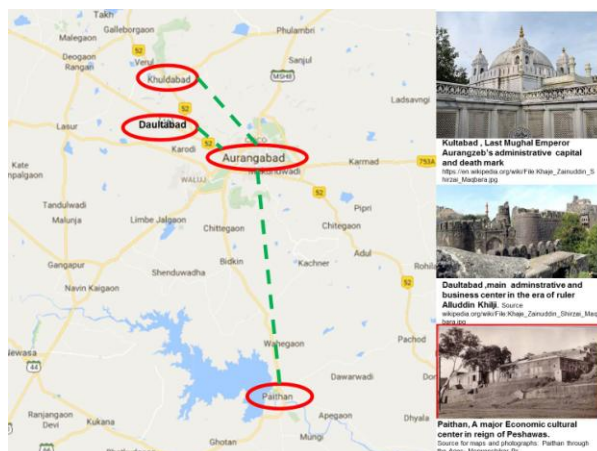 Takh
Galleborgaon
Malegaon
Phulambri
Deogaon
Rangari
Verul
52
Sanjul
Khuldabad
MSH8
Ladsavngi
52
Daultabad
Lasur
52
Karodi
Aurangabad
Karmad
753A
Kate
WALUJ
Tandulwadi
Malunja
Limbe Jalgaon
Pipri
Chittegaon
Chitegaon
Gangapur
Bidkin
Kachner
Adul
Shenduwadha
52
Navin Kaigaon
Rohila
Newasa
44
Wahegaon
Pachod
Dawarwadi
Paithan
Ranjangaon
Devi
Kukana
Apegaon
Dhyala
Mungi
Ghotan
Kultabad , Last Mughal Emperor
Aurangzeb's administrative capital
and death mark
https://en.wikipedia.org/wiki/File:Khaje_Zainuddin_S
hirzai_Maqbara.jpg
Daultabad ,main adminstrative and
business center in the era of ruler
Alluddin Khilji. Source
wikipedia.org/wiki/File:Khaje_Zainuddin_Shirzai_Maq
bara.jpg
Paithan, A major Economic cultural
center in reign of Peshawas.
Source for maps and photographs: Paithan through